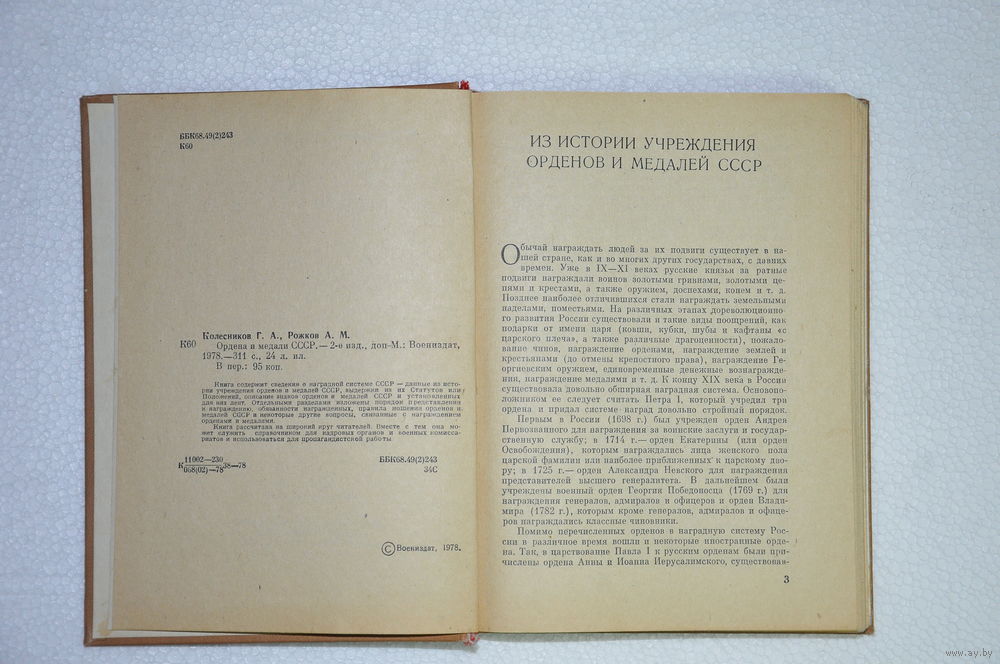 ББК68.49(2)243
К60
Колесников Г. А., Рожков А. М.
К60 Ордена и медали СССР.— 2-е изд., доп-М.: Воениздат,
1978.—311 с., 24 л. ил.
В пер.: 95 коп.
Книга содержит сведения о наградной системе СССР — данные из исто-
рии учреждения орденов и медалей СССР, выдержки из их Статутов или
Положений, описание знаков орденов и медалей СССР и установленных
для них лент. Отдельными разделами изложены порядок представления
к награждению, обязанности награжденных, правила ношения орденов и
медалей СССР и некоторые другие вопросы, связанные с награждением
орденами и медалями.
Книга рассчитана на широкий круг читателей. Вместе с тем она мо-
жет служить справочником для кадровых органов и военных комисса-
риатов и использоваться для пропагандистской работы
К 11002—230 38—78
068(02)—78
ББК68.49(2)243
34С
© Воениздат, 1978.
ИЗ ИСТОРИИ УЧРЕЖДЕНИЯ
ОРДЕНОВ И МЕДАЛЕЙ СССР
Обычай награждать людей за их подвиги существует в на-
шей стране, как и во многих других государствах, с давних
времен. Уже в IX—XI веках русские князья за ратные
подвиги награждали воинов золотыми гривнами, золотыми це-
пями и крестами, а также оружием, доспехами, конем и т. д.
Позднее наиболее отличившихся стали награждать земельными
наделами, поместьями. На различных этапах дореволюционно-
го развития России существовали и такие виды поощрений, как
подарки от имени царя (ковши, кубки, шубы и кафтаны «с
царского плеча», а также различные драгоценности), пожало-
вание чинов, награждение орденами, награждение землей и
крестьянами (до отмены крепостного права), награждение
Георгиевским оружием, единовременные денежные вознагражде-
ния, награждение медалями и т. д. К концу XIX века в России
существовала довольно обширная наградная система. Осново­по-
ложником ее следует считать Петра I, который учредил три
ордена и придал системе наград довольно стройный порядок.
Первым в России (1698 г.) был учрежден орден Андрея
Первозванного для награждения за воинские заслуги и государ-
ственную службу; в 1714 г.— орден Екатерины (или орден
Освобождения), которым награждались лица женского пола
царской фамилии или наиболее приближенных к царскому дво-
ру; в 1725 г.— орден Александра Невского для награждения
представителей высшего генералитета. В дальнейшем были
учреждены военный орден Георгия Победоносца (1769 г.) для
награждения генералов, адмиралов и офицеров и орден Влади-
мира (1782 г.), которым кроме генералов, адмиралов и офице-
ров награждались классные чиновники.
Помимо перечисленных орденов в наградную систему Рос-
сии в различное время вошли и некоторые иностранные орде-
на. Так, в царствование Павла I к русским орденам были при-
числены ордена Анны и Иоанна Иерусалимского, существовав-
3
www.ay.by